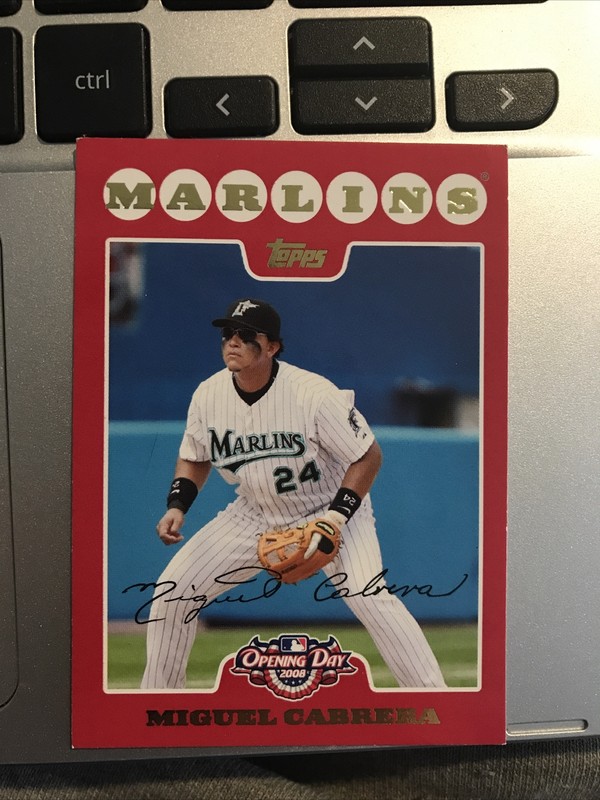 ctrl
MARLINS®
topps
MARLINS
24
24
Miguel Cabrera
OPENING DAY
2008
MIGUEL CABRERA